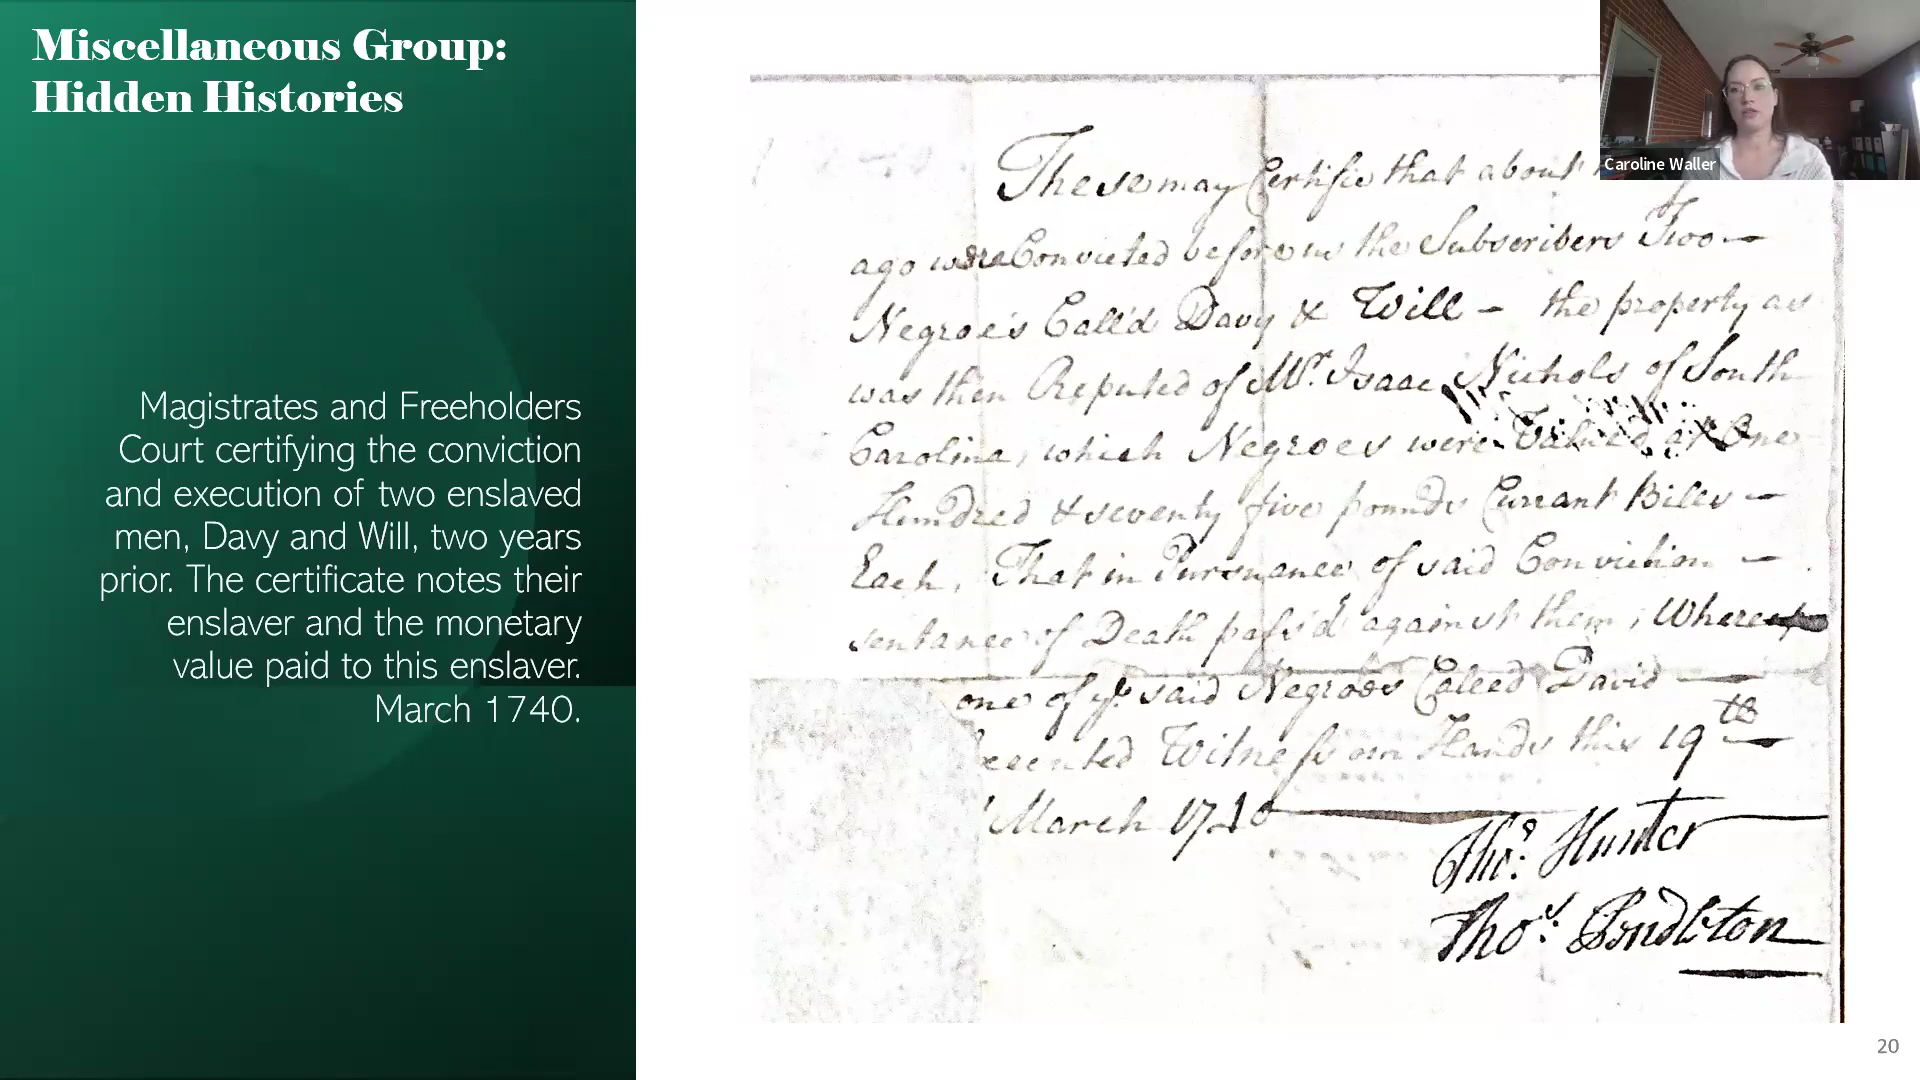 Miscellaneous Group:
Hidden Histories
Magistrates and Freeholders
Court certifying the conviction
and execution of two enslaved
men, Davy and Will, two years
prior. The certificate notes their
enslaver and the monetary
value paid to this enslaver.
March 1740.
These may Certifie that about
ago were Convicted before us the Subscribers Two
Negroe's Call'd Davy & Will - the property as
was then Reputed of Mr. Isaac Nichols of South
Carolina, which Negroes were Valued at One
Hundred & seventy five pounds Currant Bills -
Each, That in Pursuance of said Conviction -
sentance of Death pass'd against them, Where
one of ye said Negroes Called David
Witness our Hands this 19th
March 1740
Thos. Hunter
Thos. Pendleton
Caroline Waller
20